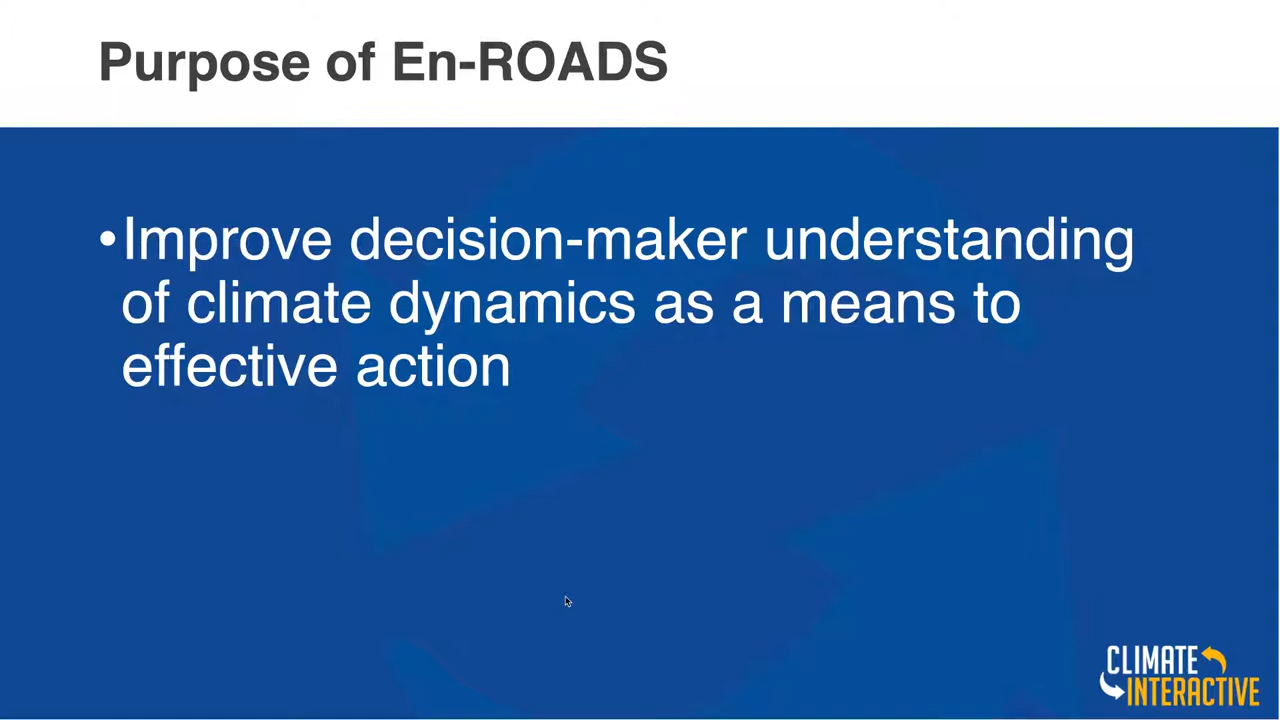 Purpose of En-ROADS
•Improve decision-maker understanding
of climate dynamics as a means to
effective action
CLIMATE
INTERACTIVE